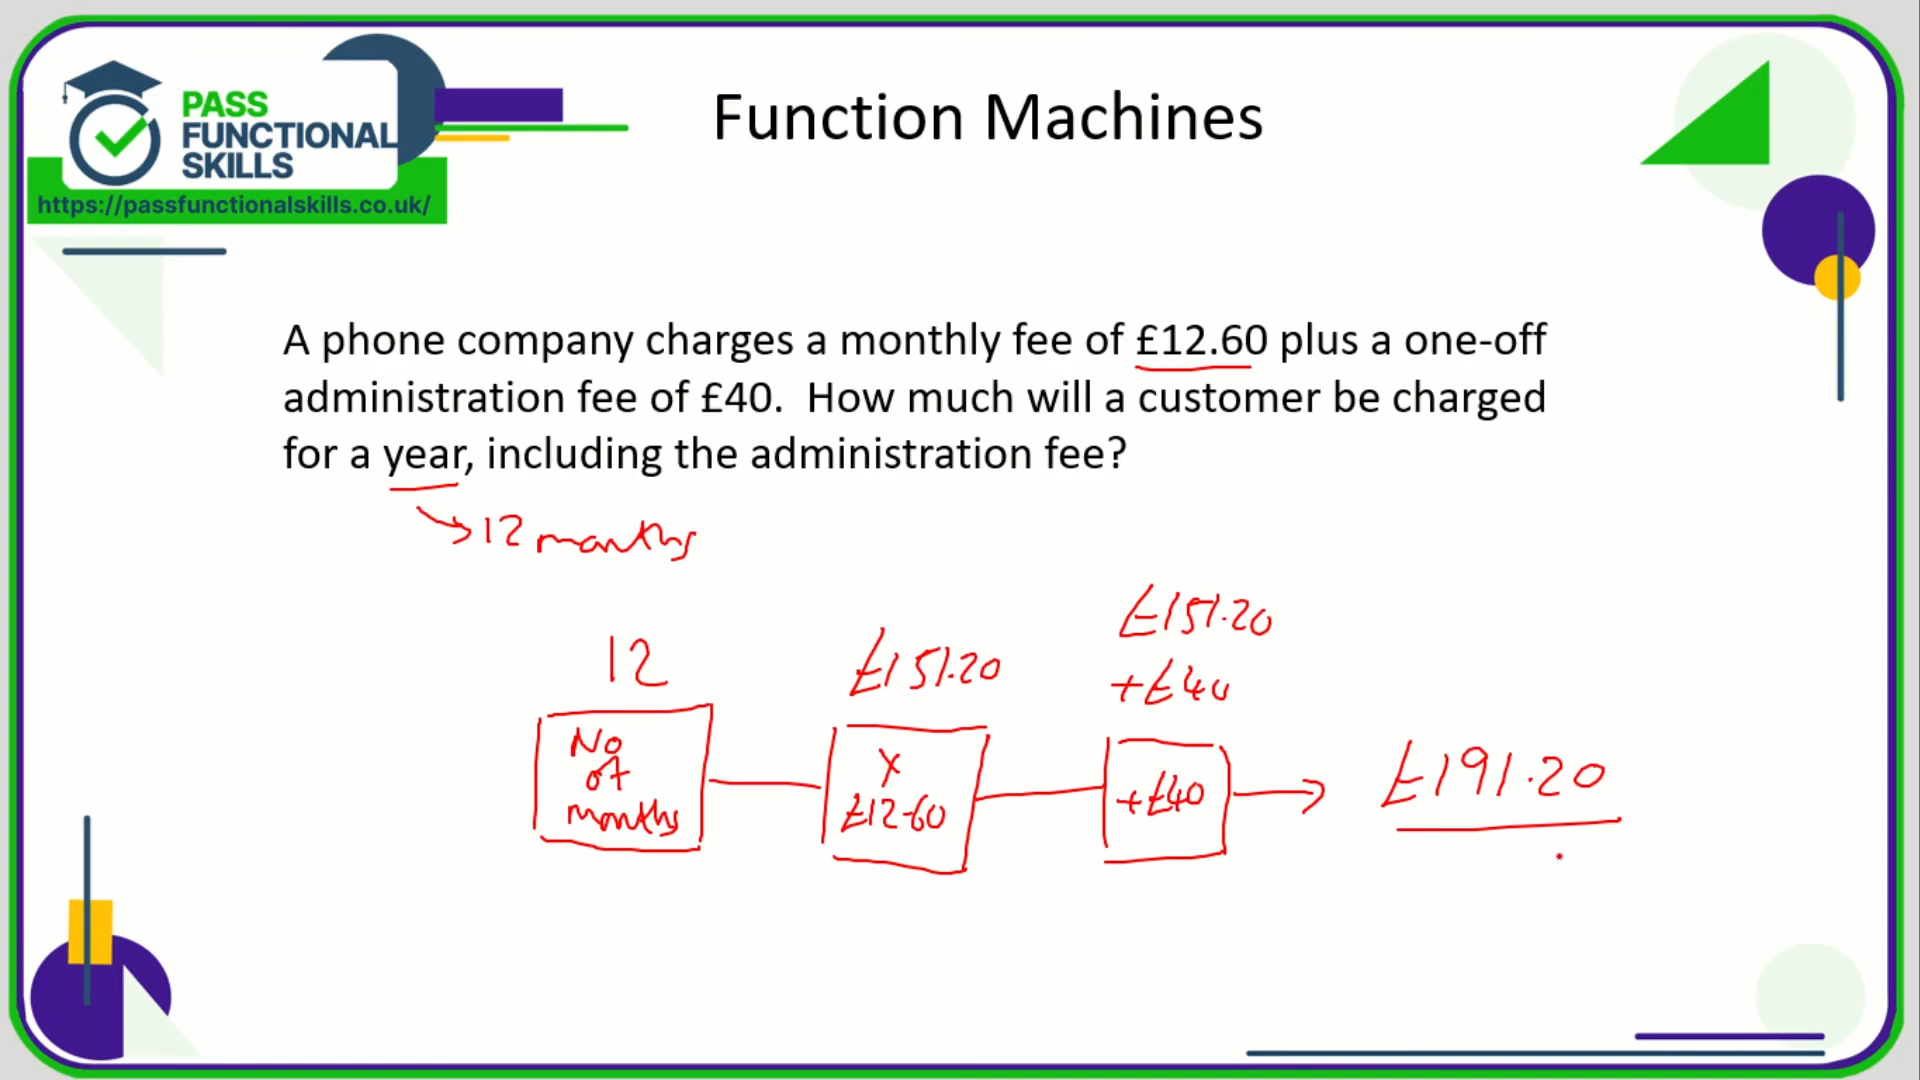 PASS
FUNCTIONAL
SKILLS
https://passfunctionalskills.co.uk/
Function Machines
A phone company charges a monthly fee of £12.60 plus a one-off
administration fee of £40.  How much will a customer be charged
for a year, including the administration fee?
12 months
£151.20
+£40
12
£151.20
No
of
months
x
£12.60
+£40
£191.20